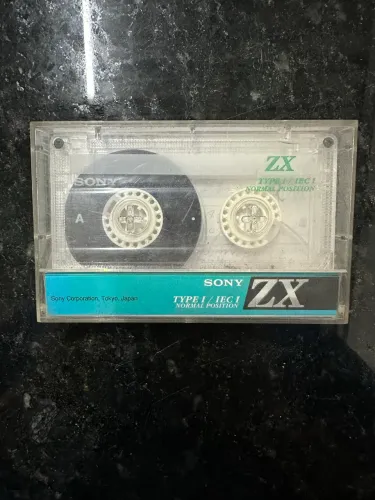 ZX
SONY
TYPE I / IEC I
NORMAL POSITION
A
SONY
ZX
TYPE I / IEC I
NORMAL POSITION
Sony Corporation, Tokyo, Japan